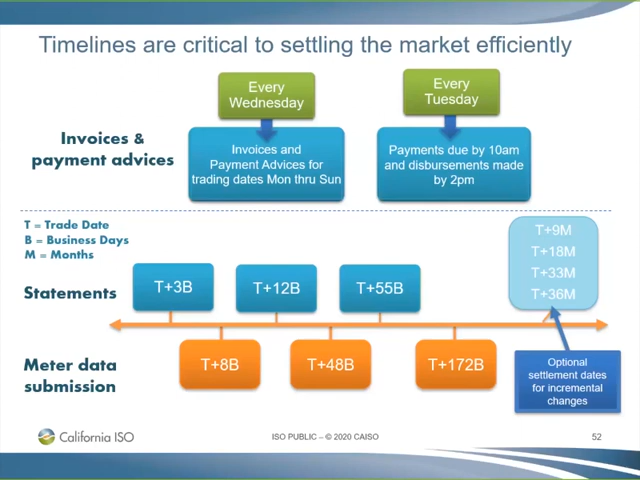 Timelines are critical to settling the market efficiently
Every
Wednesday
Every
Tuesday
Invoices &
payment advices
Invoices and
Payment Advices for
trading dates Mon thru Sun
Payments due by 10am
and disbursements made
by 2pm
T = Trade Date
B = Business Days
M = Months
T+9M
T+18M
T+33M
T+36M
Statements
T+3B
T+12B
T+55B
Meter data
submission
T+8B
T+48B
T+172B
Optional
settlement dates
for incremental
changes
California ISO
ISO PUBLIC – © 2020 CAISO
52